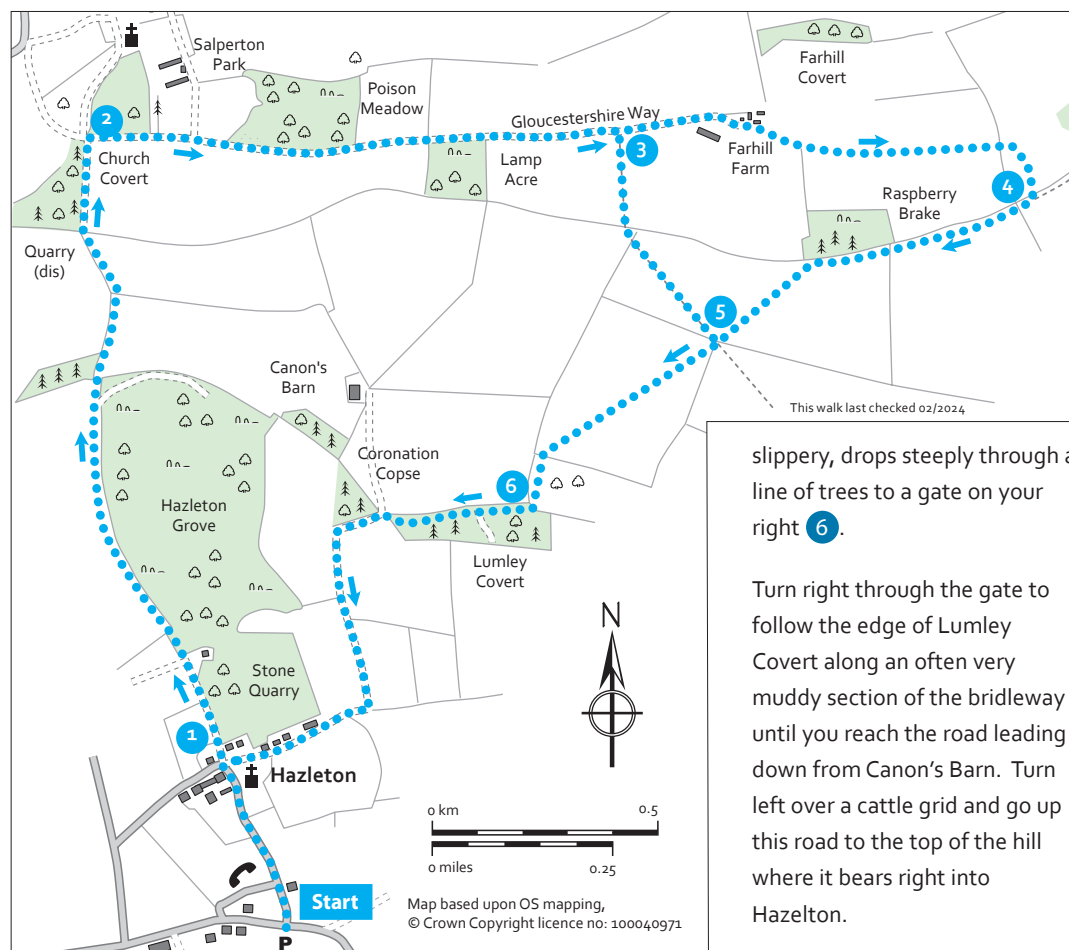 Salperton
Park
Farhill
Covert
Poison
Meadow
2
Gloucestershire Way
Church
Covert
3
Lamp
Acre
Farhill
Farm
4
Raspberry
Brake
Quarry
(dis)
5
Canon's
Barn
This walk last checked 02/2024
Coronation
Copse
6
Hazleton
Grove
Lumley
Covert
N
Stone
Quarry
1
Hazleton
0 km 0.5
0 miles 0.25
Start
P
Map based upon OS mapping,
© Crown Copyright licence no: 100040971
slippery, drops steeply through a
line of trees to a gate on your
right 6.
Turn right through the gate to
follow the edge of Lumley
Covert along an often very
muddy section of the bridleway
until you reach the road leading
down from Canon's Barn. Turn
left over a cattle grid and go up
this road to the top of the hill
where it bears right into
Hazelton.